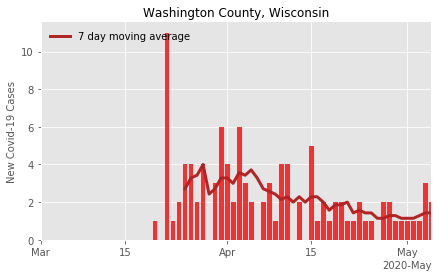 Washington County, Wisconsin
7 day moving average
New Covid-19 Cases
10
8
6
4
2
0
Mar 15 Apr 15 May
2020-May